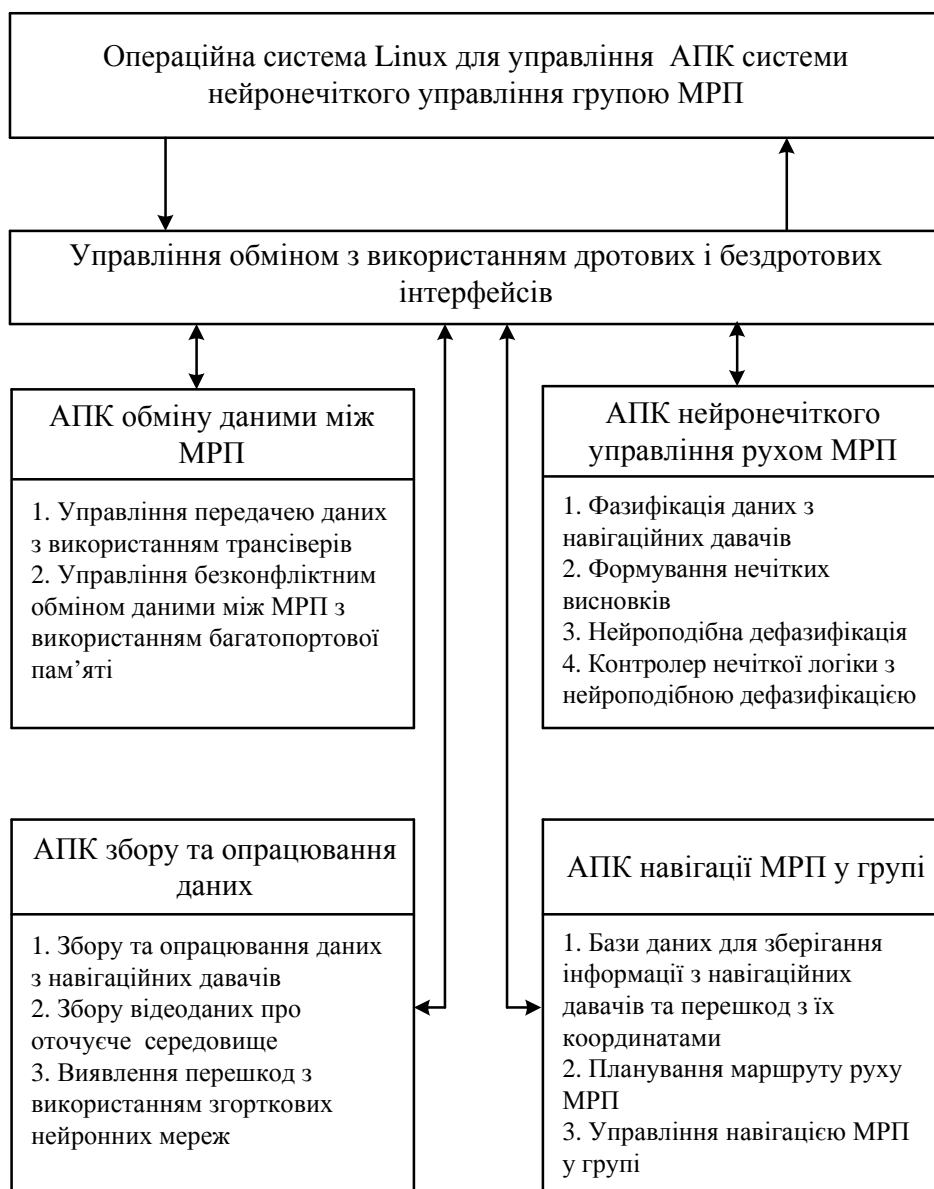 Операційна система Linux для управління АПК системи
нейронечіткого управління групою МРП
Управління обміном з використанням дротових і бездротових
інтерфейсів
АПК обміну даними між
МРП
1. Управління передачею даних
з використанням трансіверів
2. Управління безконфліктним
обміном даними між МРП з
використанням багатопортової
пам’яті
АПК нейронечіткого
управління рухом МРП
1. Фазифікація даних з
навігаційних давачів
2. Формування нечітких
висновків
3. Нейроподібна дефазифікація
4. Контролер нечіткої логіки з
нейроподібною дефазифікацією
АПК збору та опрацювання
даних
1. Збору та опрацювання даних
з навігаційних давачів
2. Збору відеоданих про
оточуєче середовище
3. Виявлення перешкод з
використанням згорткових
нейронних мереж
АПК навігації МРП у групі
1. Бази даних для зберігання
інформації з навігаційних
давачів та перешкод з їх
координатами
2. Планування маршруту руху
МРП
3. Управління навігацією МРП
у групі